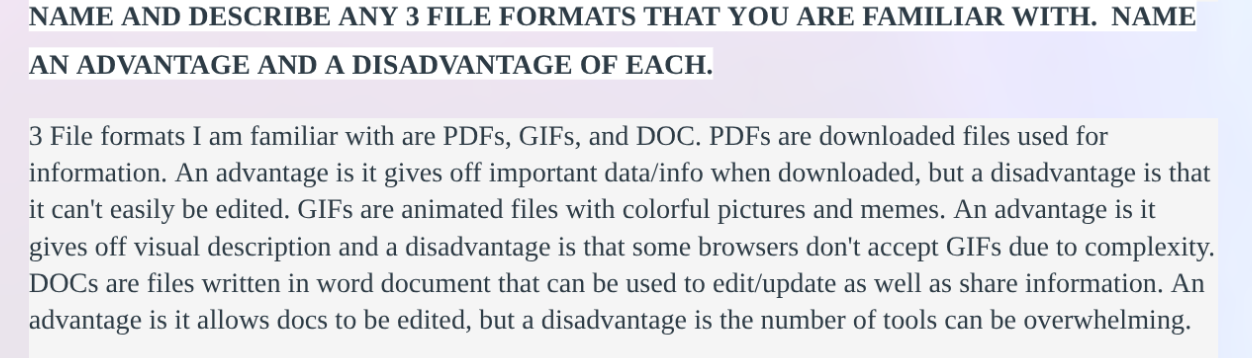 NAME AND DESCRIBE ANY 3 FILE FORMATS THAT YOU ARE FAMILIAR WITH.  NAME
AN ADVANTAGE AND A DISADVANTAGE OF EACH.
3 File formats I am familiar with are PDFs, GIFs, and DOC. PDFs are downloaded files used for
information. An advantage is it gives off important data/info when downloaded, but a disadvantage is that
it can't easily be edited. GIFs are animated files with colorful pictures and memes. An advantage is it
gives off visual description and a disadvantage is that some browsers don't accept GIFs due to complexity.
DOCs are files written in word document that can be used to edit/update as well as share information. An
advantage is it allows docs to be edited, but a disadvantage is the number of tools can be overwhelming.